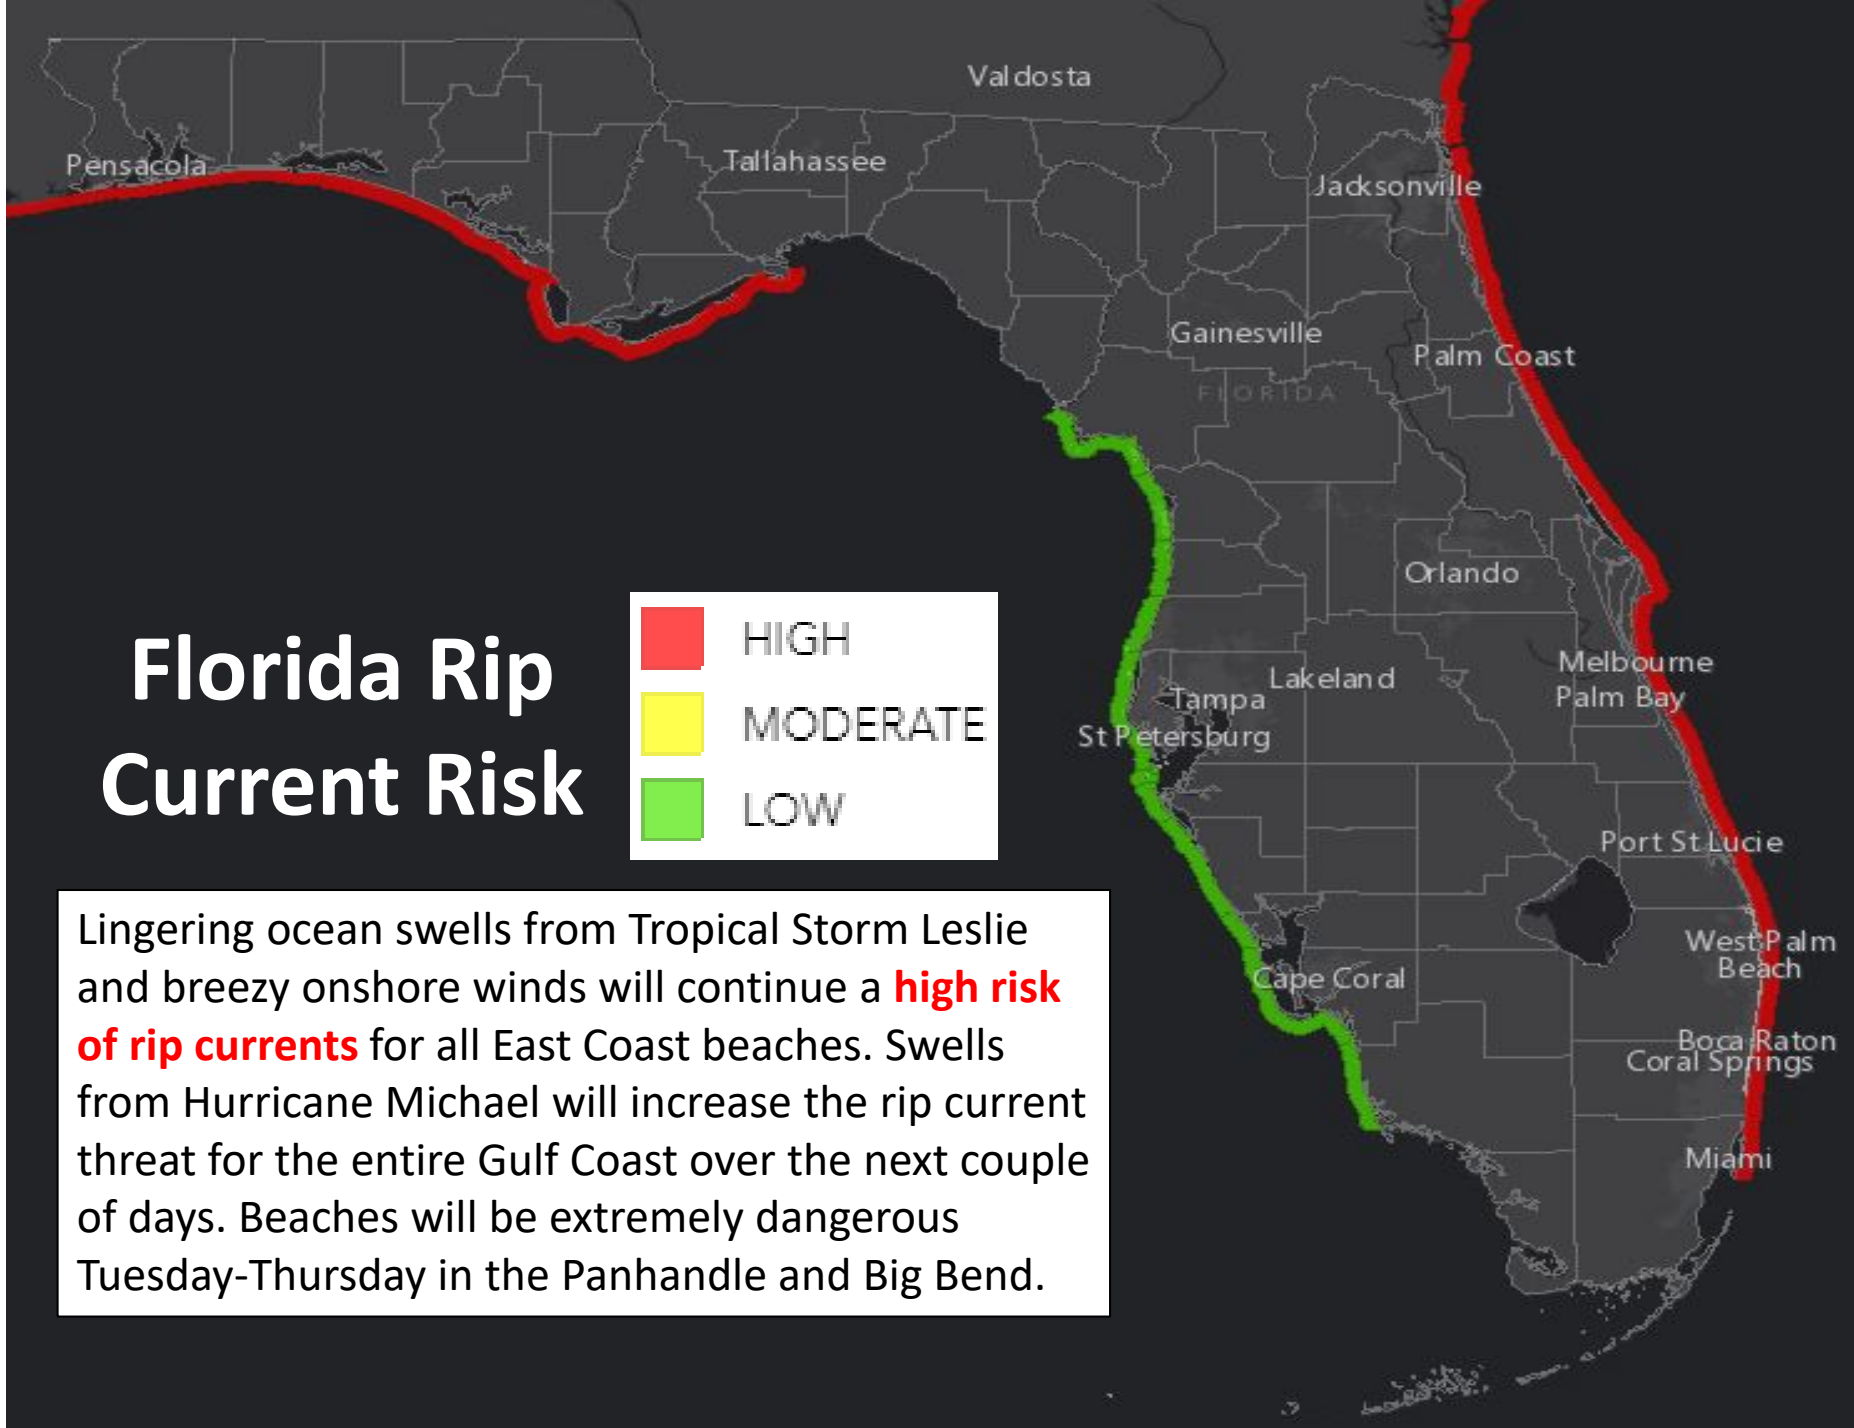 Valdosta
Pensacola
Tallahassee
Jacksonville
Gainesville
Palm Coast
FLORIDA
Orlando
Florida Rip
Current Risk
HIGH
MODERATE
LOW
Melbourne
Palm Bay
Lakeland
Tampa
St Petersburg
Port St Lucie
West Palm
Beach
Cape Coral
Boca Raton
Coral Springs
Miami
Lingering ocean swells from Tropical Storm Leslie
and breezy onshore winds will continue a high risk
of rip currents for all East Coast beaches. Swells
from Hurricane Michael will increase the rip current
threat for the entire Gulf Coast over the next couple
of days. Beaches will be extremely dangerous
Tuesday-Thursday in the Panhandle and Big Bend.